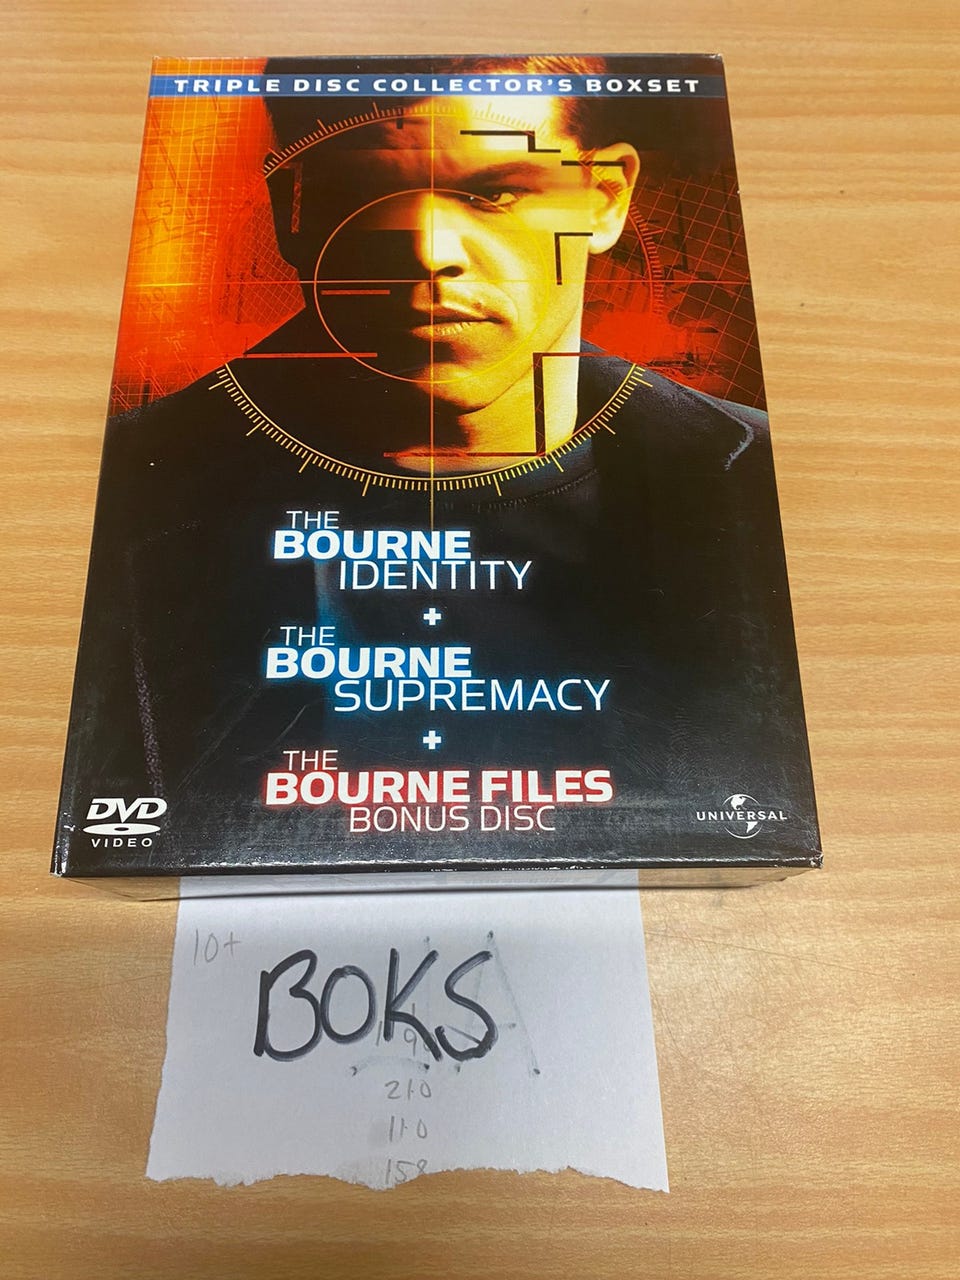 TRIPLE DISC COLLECTOR'S BOXSET
THE
BOURNE
IDENTITY
+
THE
BOURNE
SUPREMACY
+
THE
BOURNE FILES
BONUS DISC
DVD
VIDEO
UNIVERSAL
10+
BOKS
210
110
158